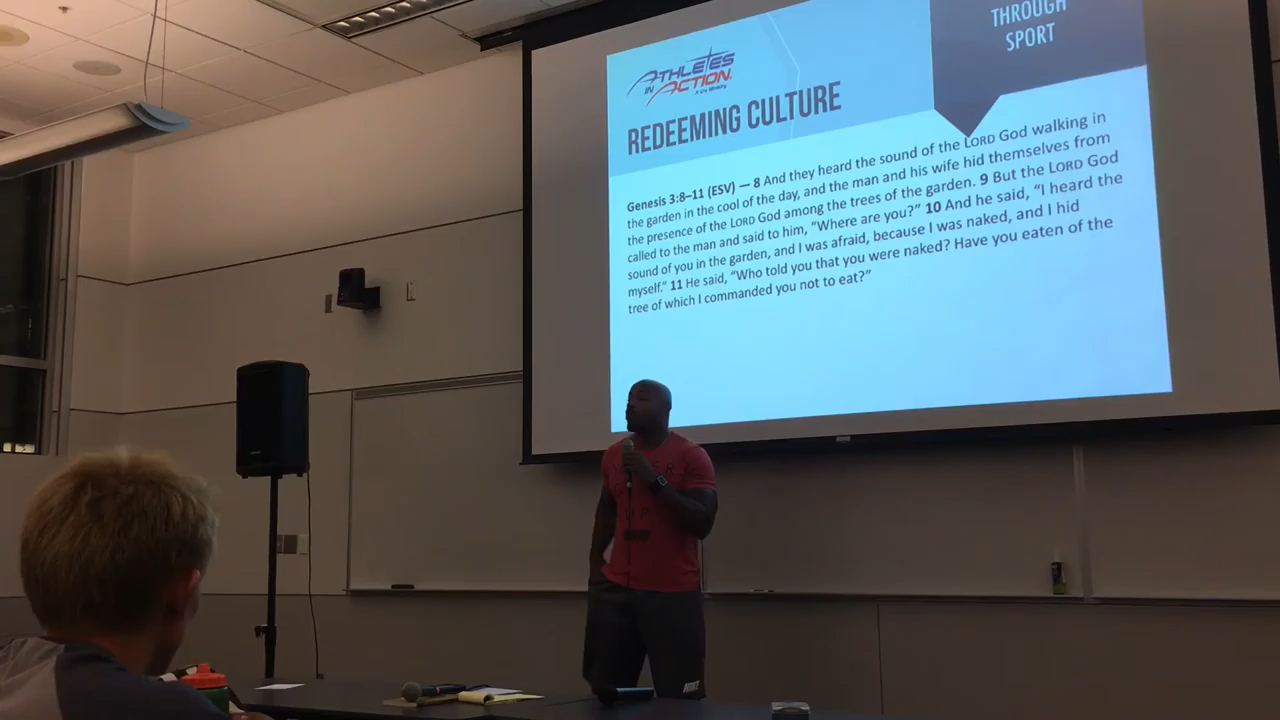 THROUGH
SPORT
ATHLETES
IN ACTION
A Cru Ministry
REDEEMING CULTURE
Genesis 3:8–11 (ESV) — 8 And they heard the sound of the LORD God walking in
the garden in the cool of the day, and the man and his wife hid themselves from
the presence of the LORD God among the trees of the garden. 9 But the LORD God
called to the man and said to him, “Where are you?” 10 And he said, “I heard the
sound of you in the garden, and I was afraid, because I was naked, and I hid
myself.” 11 He said, “Who told you that you were naked? Have you eaten of the
tree of which I commanded you not to eat?”
NIKE